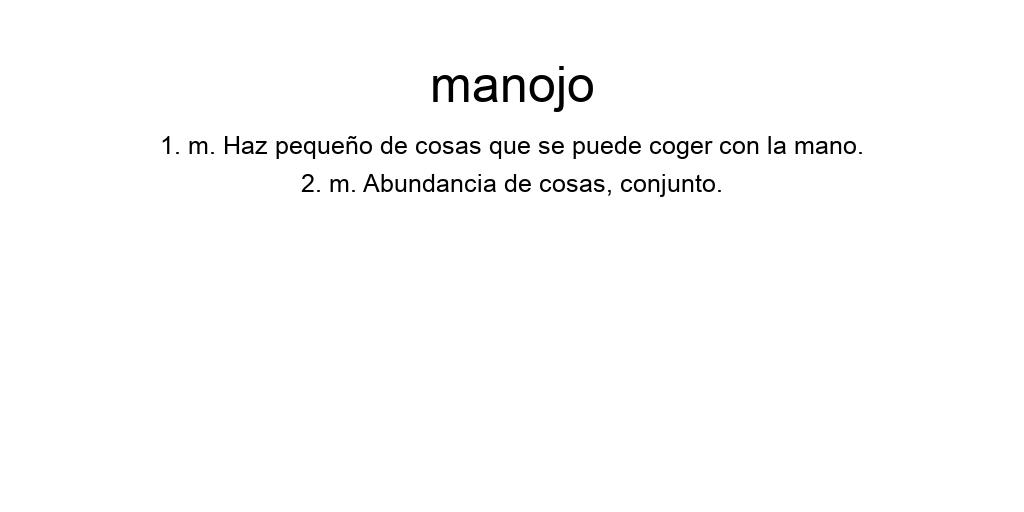 manojo
1. m. Haz pequeño de cosas que se puede coger con la mano.
2. m. Abundancia de cosas, conjunto.